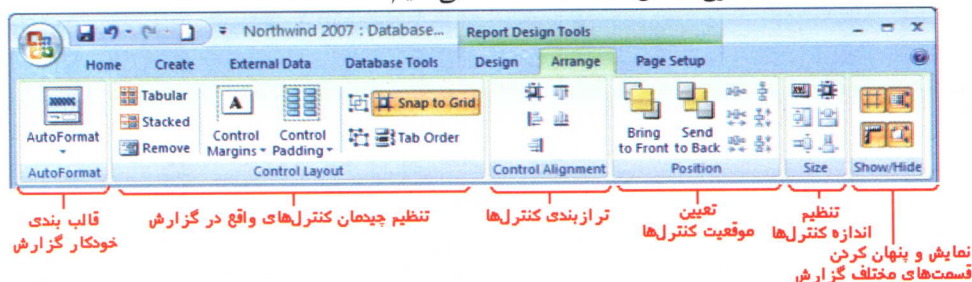 Northwind 2007 : Database... Report Design Tools
Home Create External Data Database Tools Design Arrange Page Setup
AutoFormat
Tabular
Stacked
Remove
Control Margins
Control Padding
Snap to Grid
Tab Order
Bring to Front
Send to Back
AutoFormat Control Layout Control Alignment Position Size Show/Hide
قالب بندی
خودکار گزارش
تنظیم چیدمان کنترل‌های واقع در گزارش
ترازبندی کنترل‌ها
تعیین
موقعیت کنترل‌ها
تنظیم
اندازه کنترل‌ها
نمایش و پنهان کردن
قسمت‌های مختلف گزارش